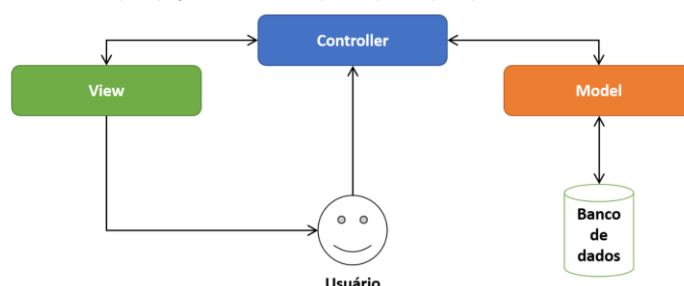 Controller
View
Model
Banco
de
dados
Usuário